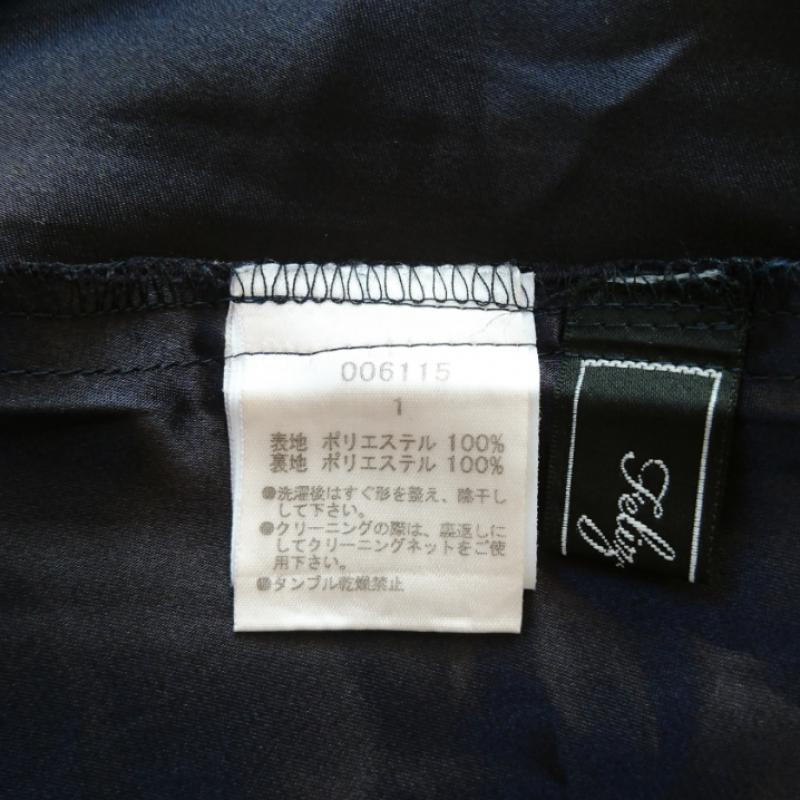 006115
1
表地 ポリエステル 100%
裏地 ポリエステル 100%
●洗濯後はすぐ形を整え、陰干し
して下さい。
●クリーニングの際は、裏返しに
してクリーニングネットをご使
用下さい。
●タンブル乾燥禁止